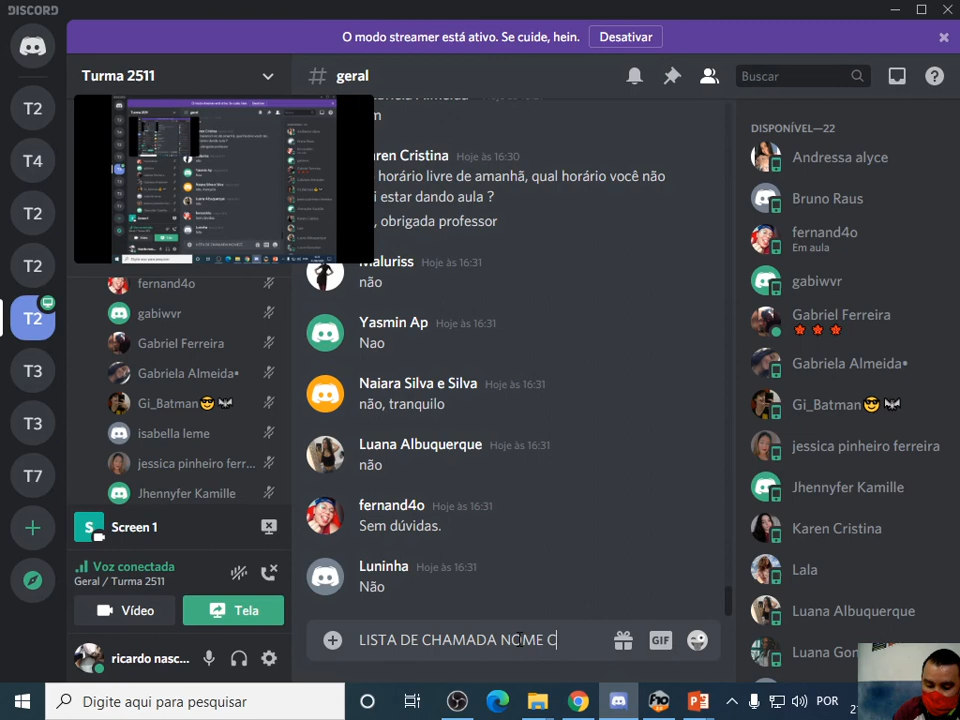 DISCORD
O modo streamer está ativo. Se cuide, hein.
Desativar
T2
T4
T2
T2
T2
T3
T3
T7
Turma 2511
fernand4o
gabiwvr
Gabriel Ferreira
Gabriela Almeida•
Gi_Batman😎🦇
isabella leme
jessica pinheiro ferr...
Jhennyfer Kamille
S Screen 1
Voz conectada
Geral / Turma 2511
Vídeo
Tela
ricardo nasc...
# geral
Buscar
aren Cristina Hoje às 16:30
horário livre de amanhã, qual horário você não
i estar dando aula ?
, obrigada professor
Maluriss Hoje às 16:31
não
Yasmin Ap Hoje às 16:31
Nao
Naiara Silva e Silva Hoje às 16:31
não, tranquilo
Luana Albuquerque Hoje às 16:31
não
fernand4o Hoje às 16:31
Sem dúvidas.
Luninha Hoje às 16:31
Não
LISTA DE CHAMADA NOME C
GIF
DISPONÍVEL—22
Andressa alyce
Bruno Raus
fernand4o
Em aula
gabiwvr
Gabriel Ferreira
Gabriela Almeida•
Gi_Batman😎🦇
jessica pinheiro ferreira
Jhennyfer Kamille
Karen Cristina
Lala
Luana Albuquerque
Luana Gon
Digite aqui para pesquisar
POR